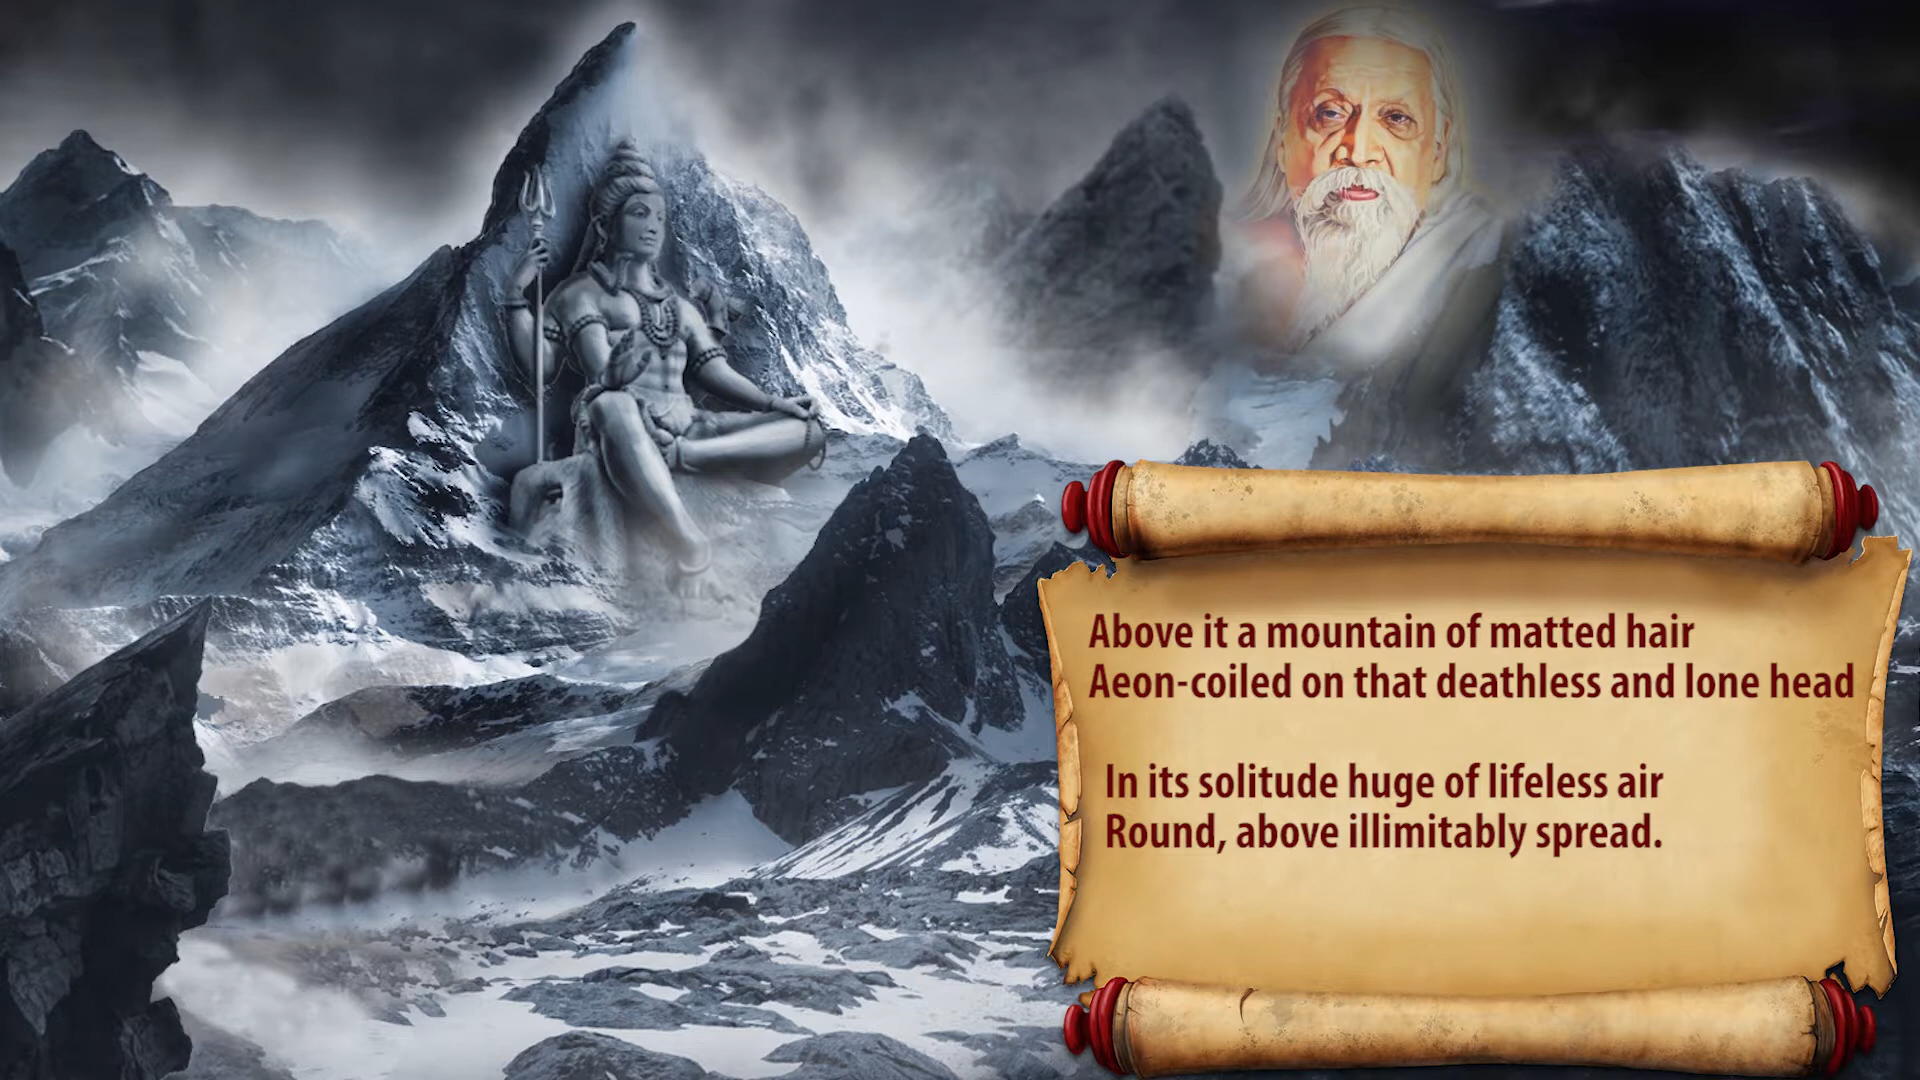 Above it a mountain of matted hair
Aeon-coiled on that deathless and lone head
In its solitude huge of lifeless air
Round, above illimitably spread.